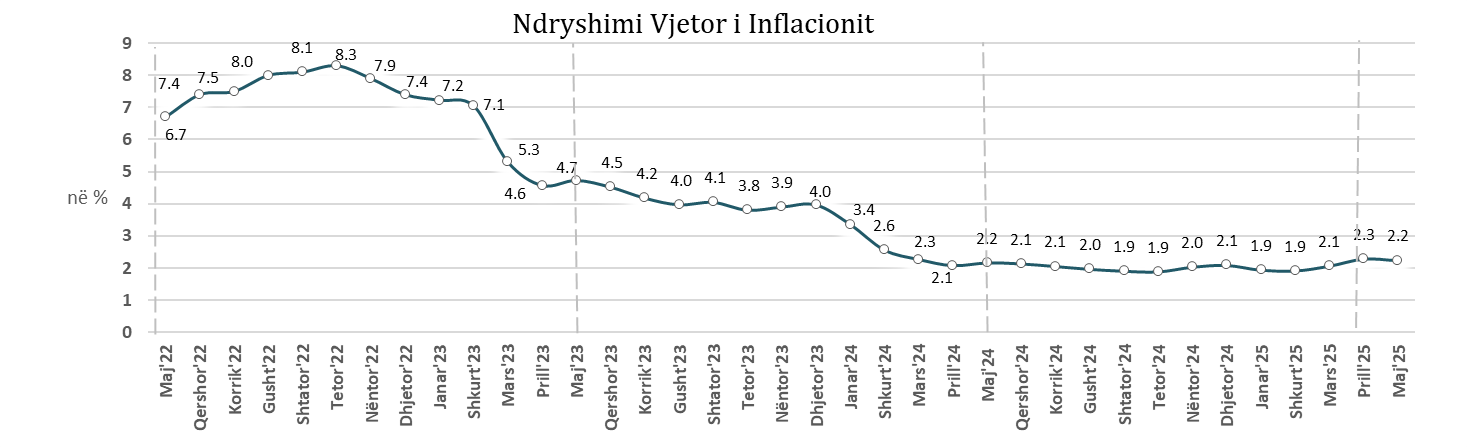 Ndryshimi Vjetor i Inflacionit
9
8
7
6
5
4
3
2
1
0
në %
6.7
7.4
7.5
8.0
8.1
8.3
7.9
7.4
7.2
7.1
5.3
4.6
4.7
4.5
4.2
4.0
4.1
3.8
3.9
4.0
3.4
2.6
2.3
2.1
2.2
2.1
2.1
2.0
1.9
1.9
2.0
2.1
1.9
1.9
2.1
2.3
2.2
Maj'22
Qershor'22
Korrik'22
Gusht'22
Shtator'22
Tetor'22
Nëntor'22
Dhjetor'22
Janar'23
Shkurt'23
Mars'23
Prill'23
Maj'23
Qershor'23
Korrik'23
Gusht'23
Shtator'23
Tetor'23
Nëntor'23
Dhjetor'23
Janar'24
Shkurt'24
Mars'24
Prill'24
Maj'24
Qershor'24
Korrik'24
Gusht'24
Shtator'24
Tetor'24
Nëntor'24
Dhjetor'24
Janar'25
Shkurt'25
Mars'25
Prill'25
Maj'25